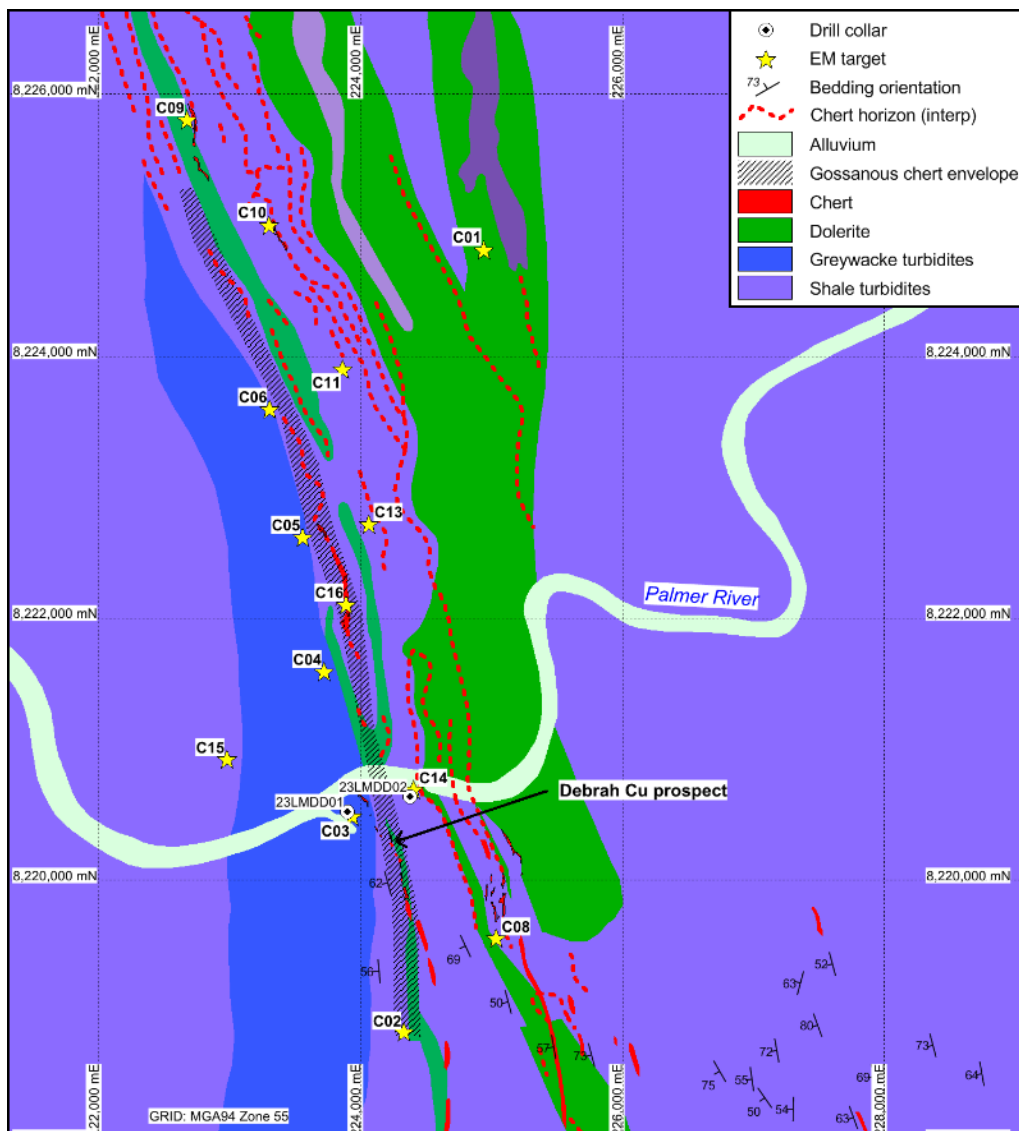 222,000 mE
224,000 mE
226,000 mE
Drill collar
EM target
73
Bedding orientation
Chert horizon (interp)
Alluvium
Gossanous chert envelope
Chert
Dolerite
Greywacke turbidites
Shale turbidites
8,226,000 mN
C09
C10
C01
8,224,000 mN
8,224,000 mN
C11
C06
C13
C05
8,222,000 mN
C16
Palmer River
8,222,000 mN
C04
C15
23LMDD02
C14
Debrah Cu prospect
23LMDD01
C03
8,220,000 mN
8,220,000 mN
62
C08
69
56
52
63
50
C02
80
57
73
72
73
75
55
69
64
50
54
63
222,000 mE
224,000 mE
226,000 mE
228,000 mE
GRID: MGA94 Zone 55